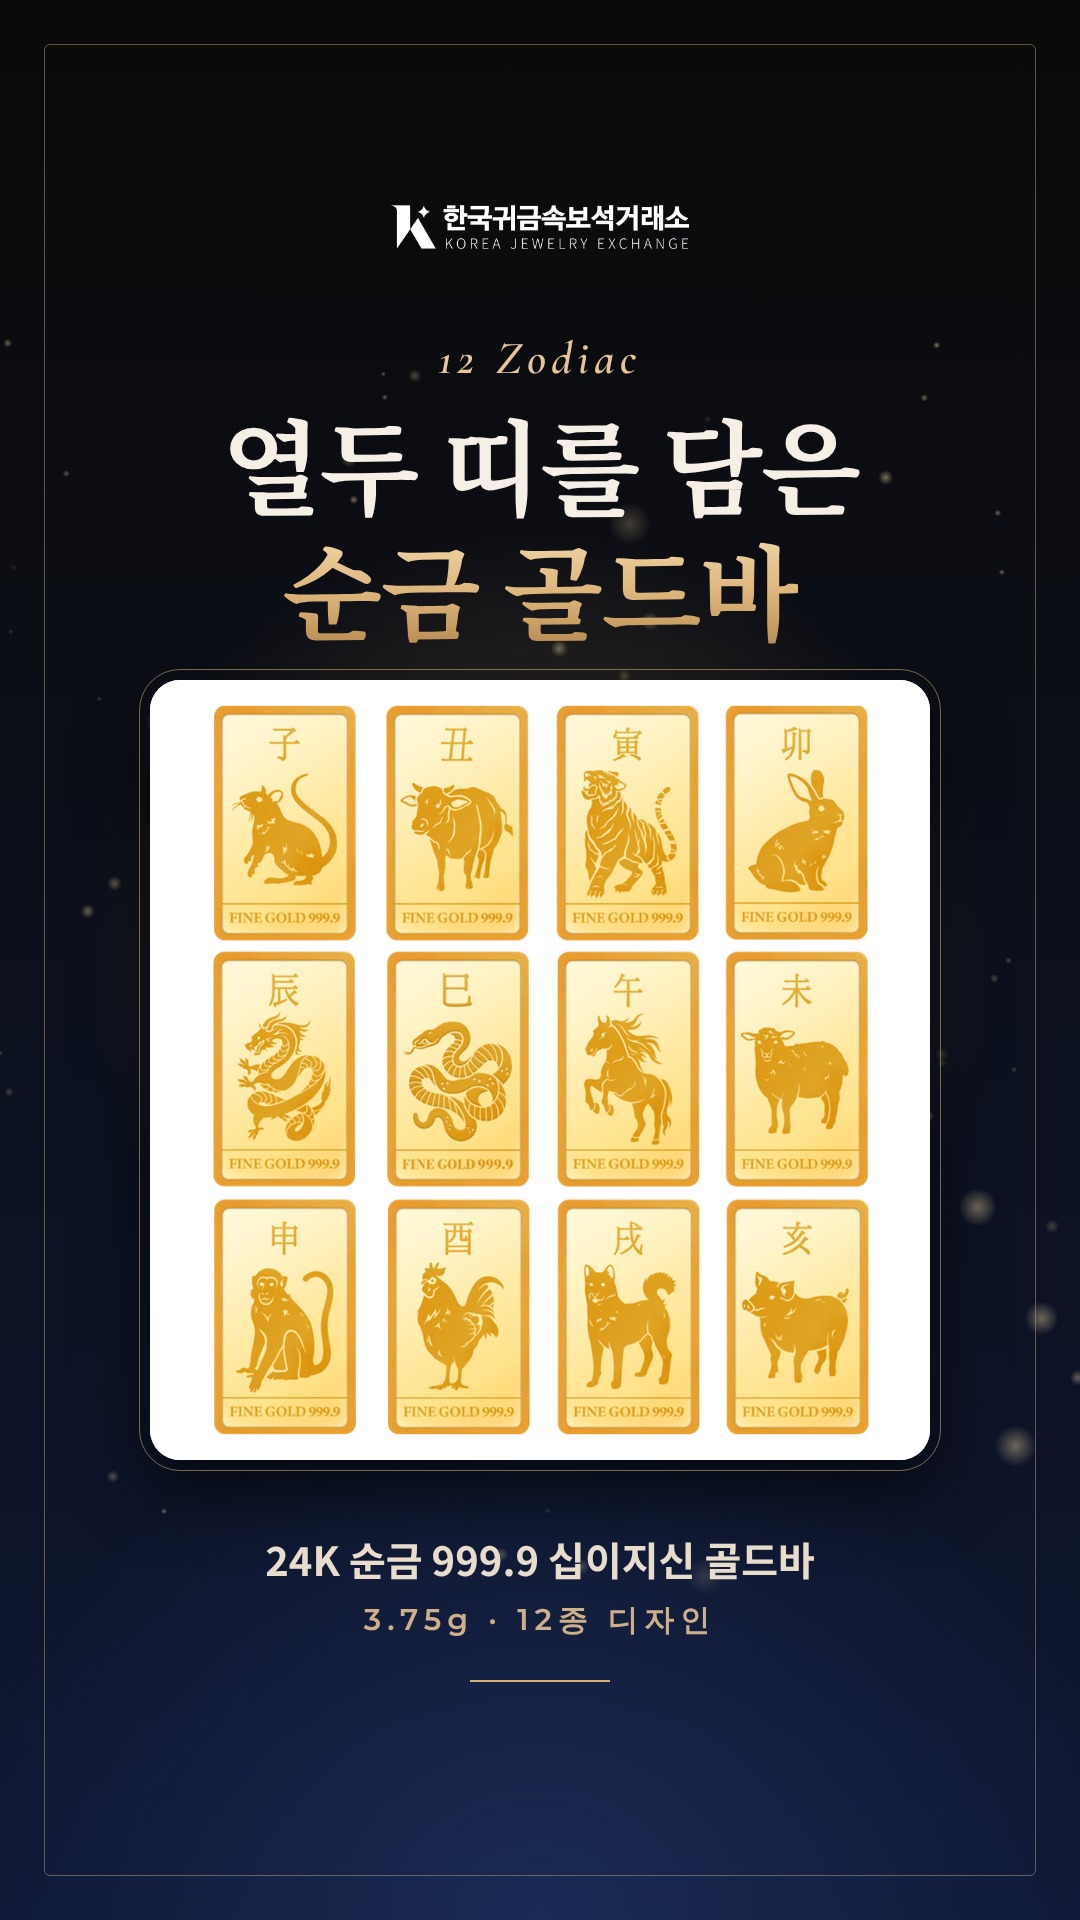 한국귀금속보석거래소
KOREA JEWELRY EXCHANGE
12 Zodiac
열두 띠를 담은
순금 골드바
子 丑 寅 卯
FINE GOLD 999.9 FINE GOLD 999.9 FINE GOLD 999.9 FINE GOLD 999.9
辰 巳 午 未
FINE GOLD 999.9 FINE GOLD 999.9 FINE GOLD 999.9 FINE GOLD 999.9
申 酉 戌 亥
FINE GOLD 999.9 FINE GOLD 999.9 FINE GOLD 999.9 FINE GOLD 999.9
24K 순금 999.9 십이지신 골드바
3.75g · 12종 디자인